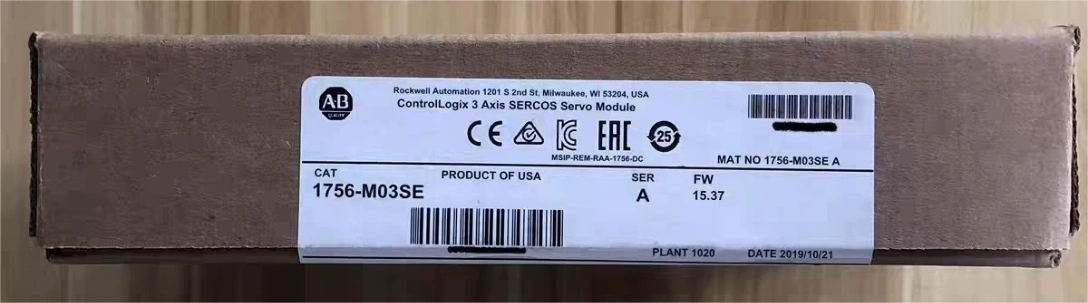 AB
QUALITY
Rockwell Automation 1201 S 2nd St, Milwaukee, WI 53204, USA
ControlLogix 3 Axis SERCOS Servo Module
CE EAC 25
MSIP-REM-RAA-1756-DC
MAT NO 1756-M03SE A
CAT PRODUCT OF USA SER FW
1756-M03SE A 15.37
PLANT 1020 DATE 2019/10/21